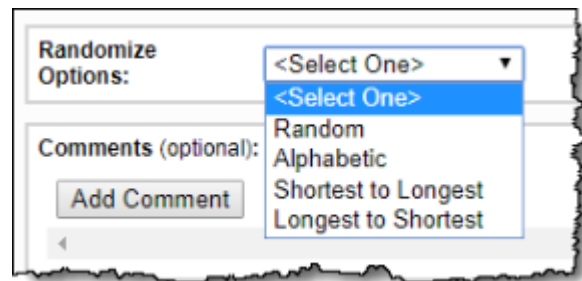 Randomize
Options:
<Select One>
<Select One>
Random
Alphabetic
Shortest to Longest
Longest to Shortest
Comments (optional):
Add Comment